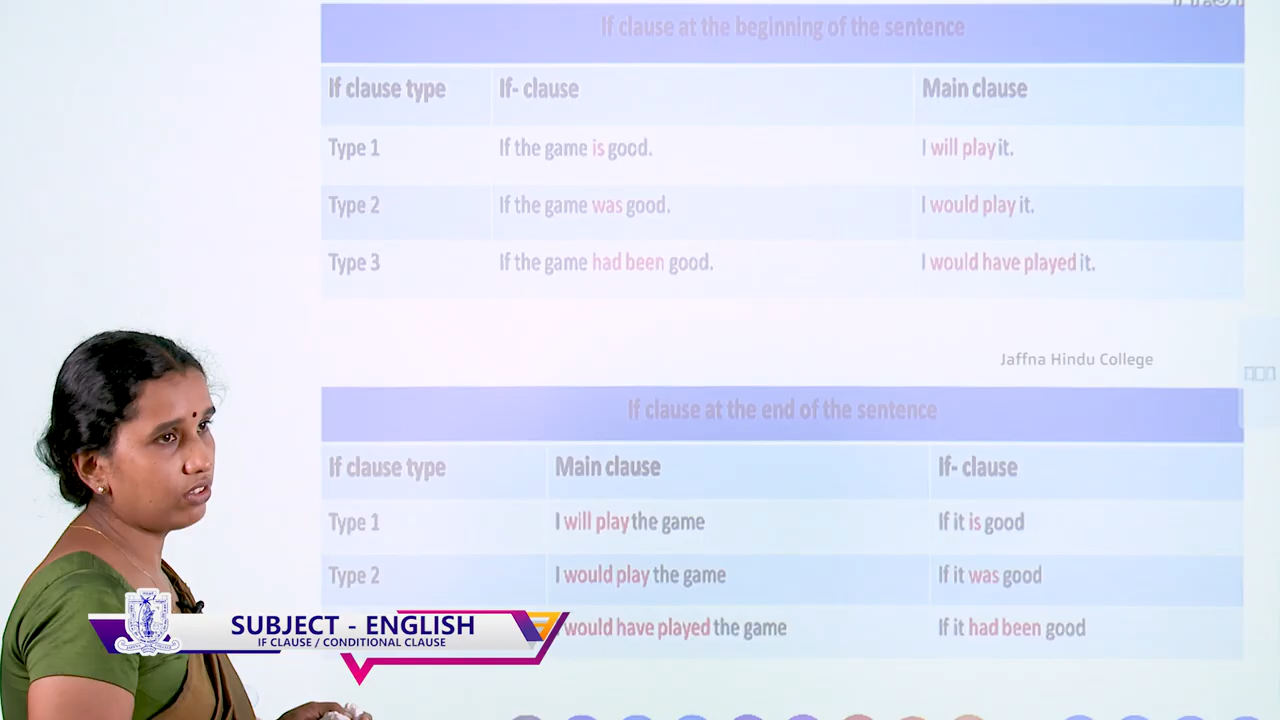 If clause at the beginning of the sentence
If clause type If- clause Main clause
Type 1 If the game is good. I will play it.
Type 2 If the game was good. I would play it.
Type 3 If the game had been good. I would have played it.
Jaffna Hindu College
If clause at the end of the sentence
If clause type Main clause If- clause
Type 1 I will play the game If it is good
Type 2 I would play the game If it was good
would have played the game If it had been good
SUBJECT - ENGLISH
IF CLAUSE / CONDITIONAL CLAUSE